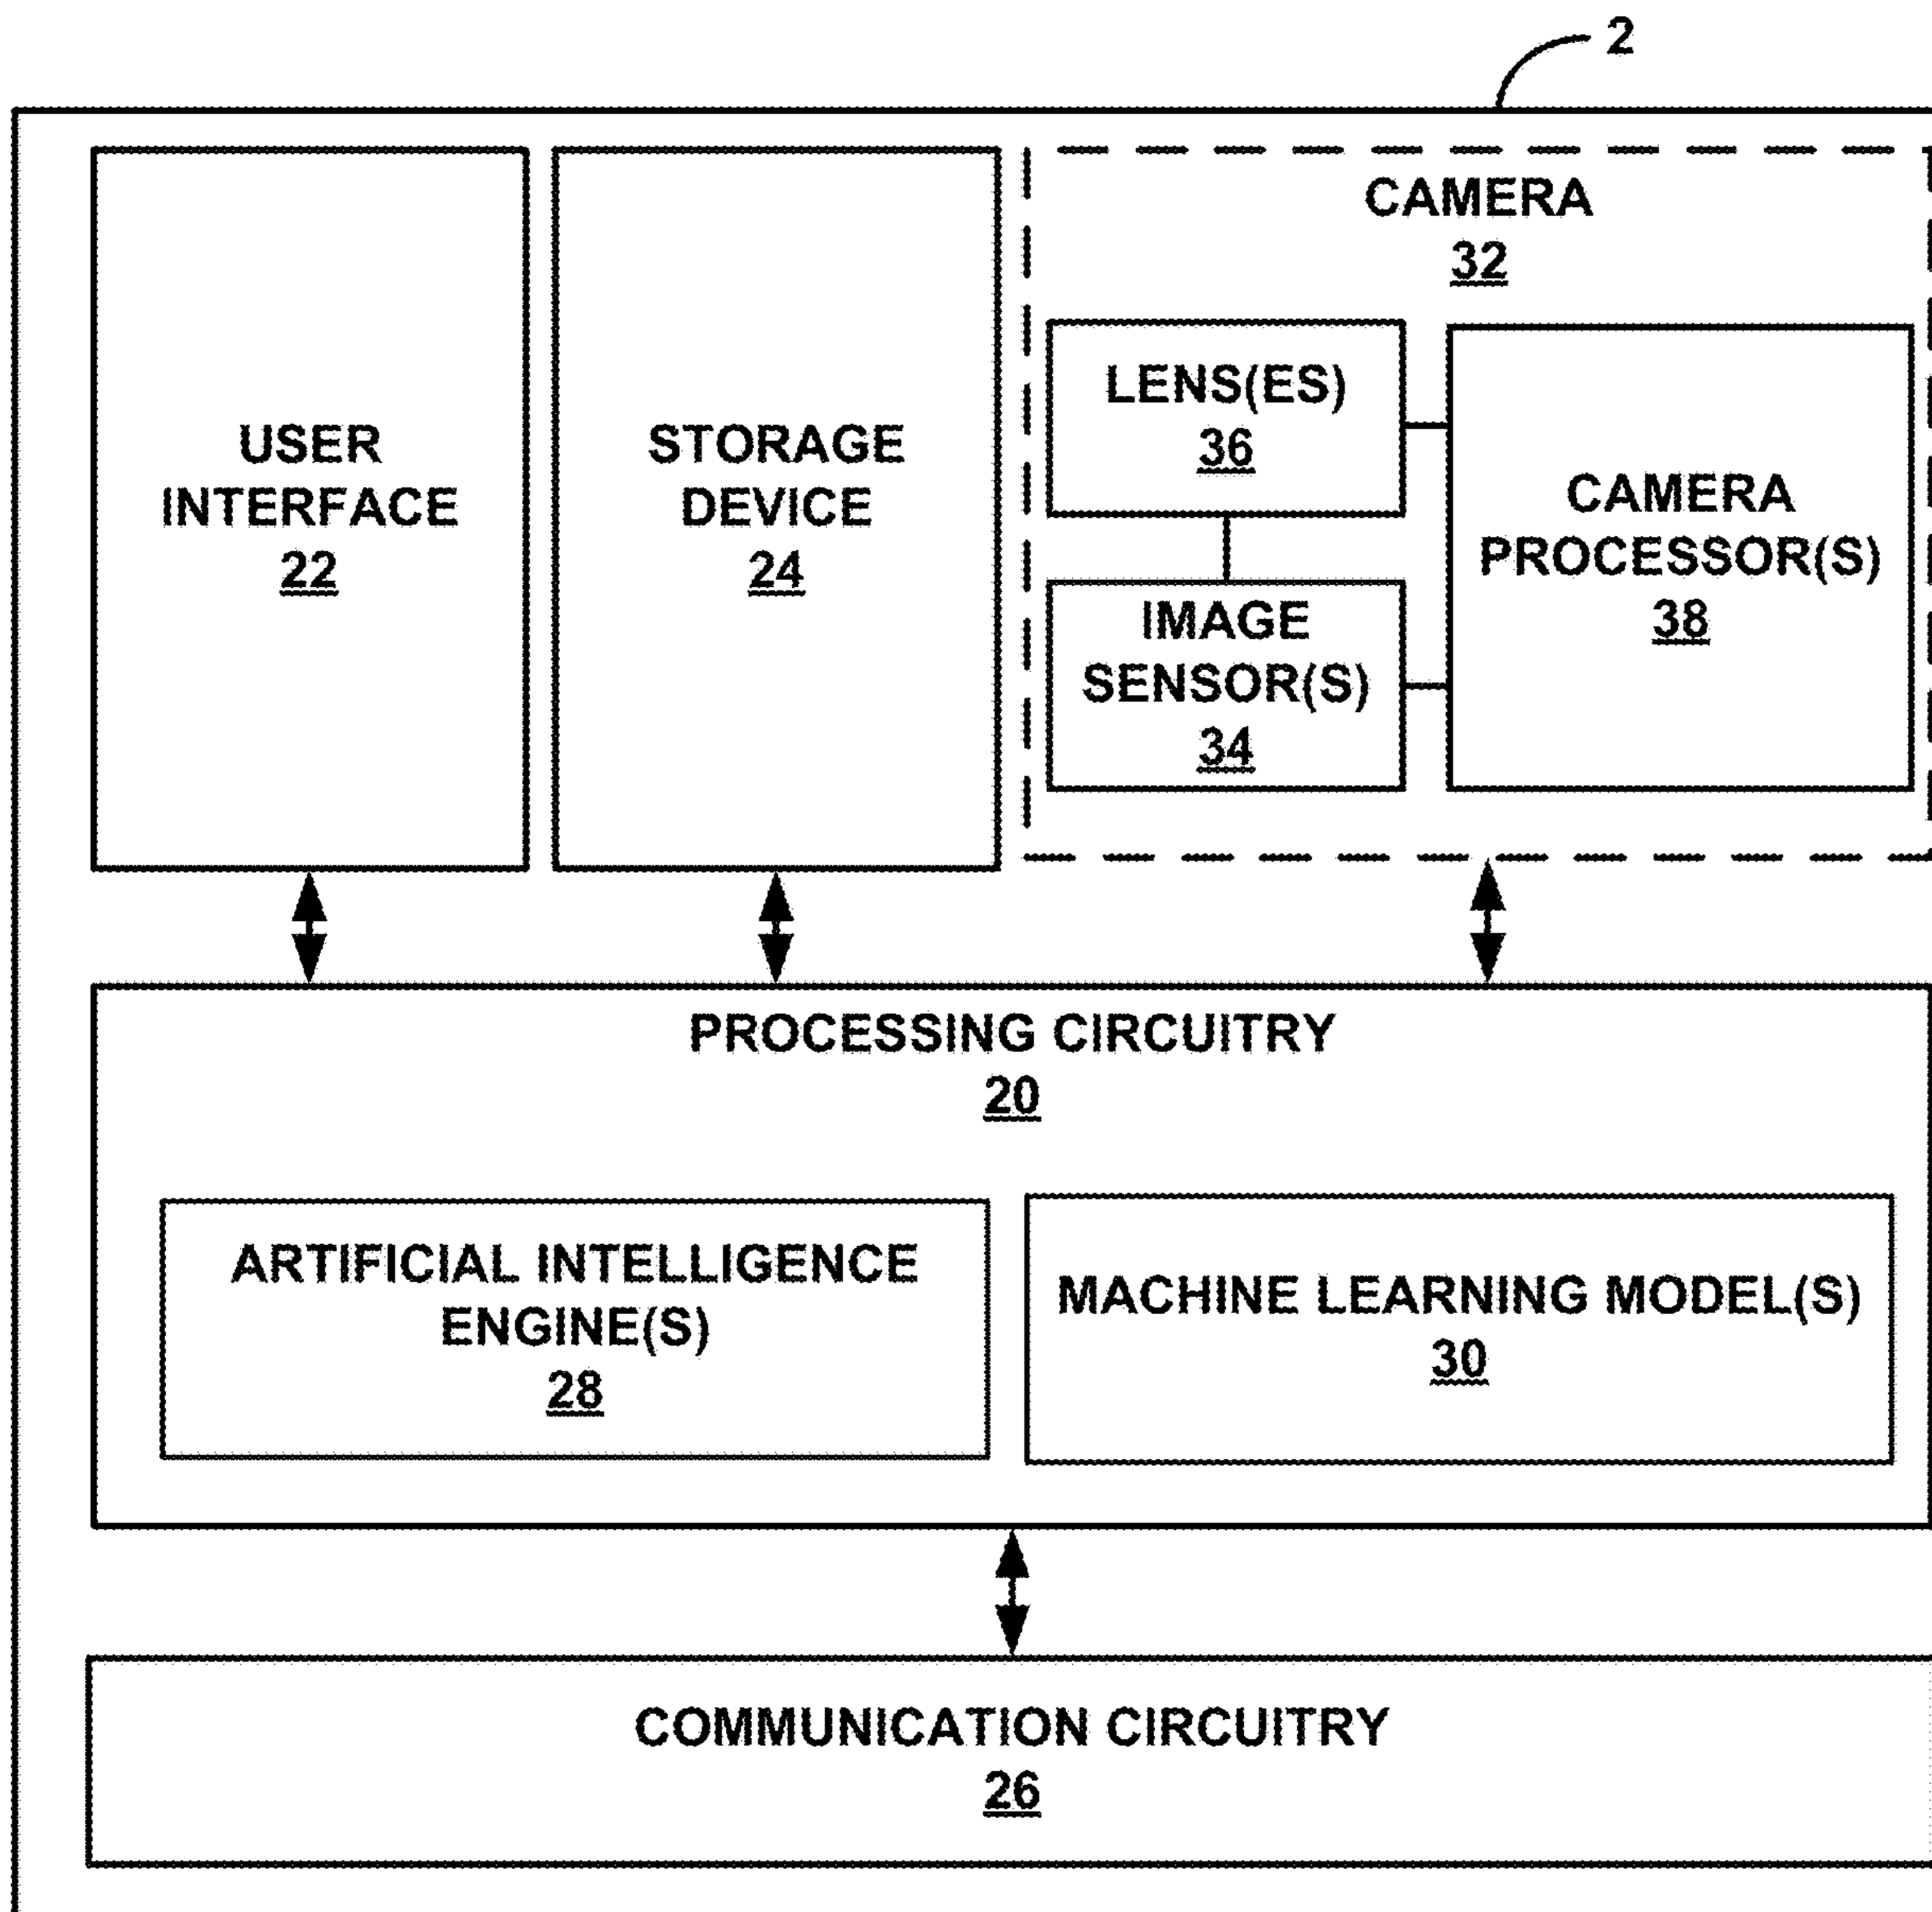 2
USER
INTERFACE
22
STORAGE
DEVICE
24
CAMERA
32
LENS(ES)
36
IMAGE
SENSOR(S)
34
CAMERA
PROCESSOR(S)
38
PROCESSING CIRCUITRY
20
ARTIFICIAL INTELLIGENCE
ENGINE(S)
28
MACHINE LEARNING MODEL(S)
30
COMMUNICATION CIRCUITRY
26